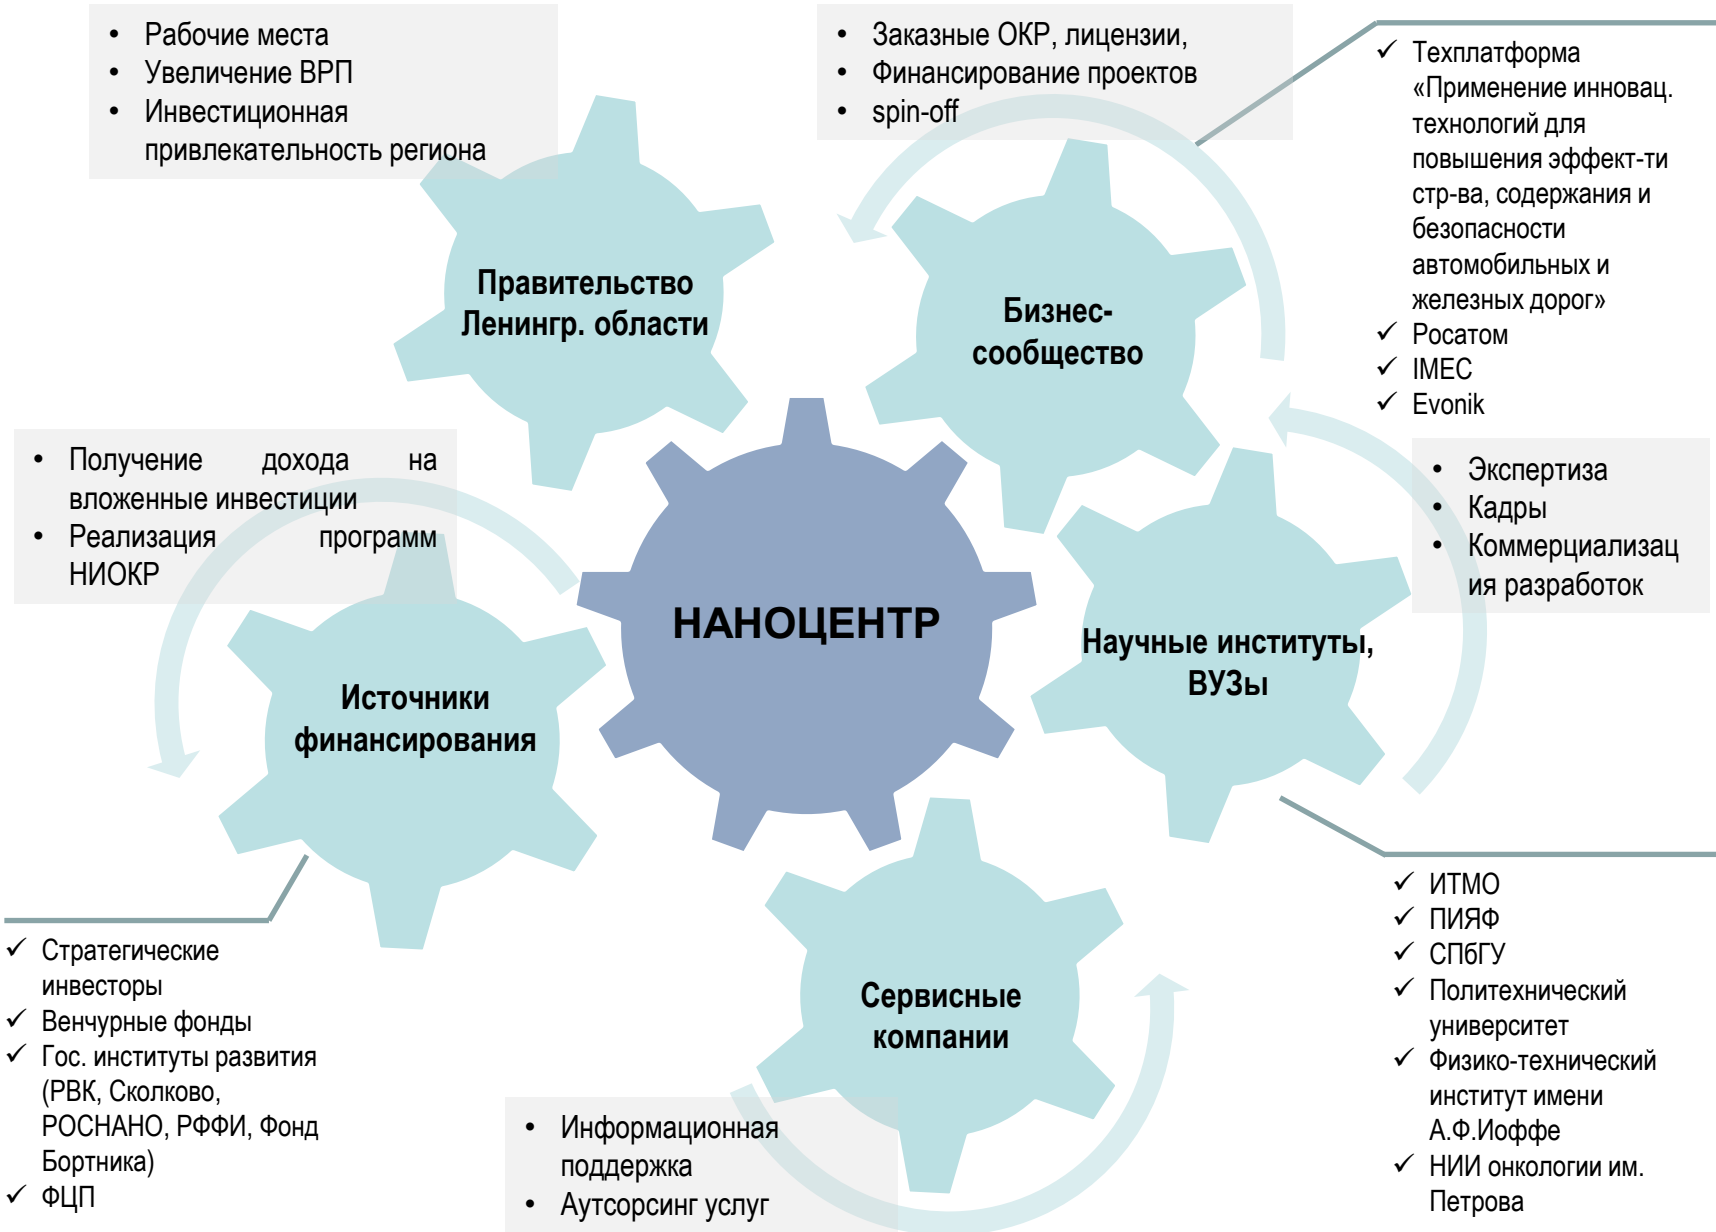 • Рабочие места
• Увеличение ВРП
• Инвестиционная
привлекательность региона
• Заказные ОКР, лицензии,
• Финансирование проектов
• spin-off
✓ Техплатформа
«Применение инновац.
технологий для
повышения эффект-ти
стр-ва, содержания и
безопасности
автомобильных и
железных дорог»
✓ Росатом
✓ IMEC
✓ Evonik
Правительство
Ленингр. области
Бизнес-
сообщество
• Получение дохода на
вложенные инвестиции
• Реализация программ
НИОКР
• Экспертиза
• Кадры
• Коммерциализац
ия разработок
НАНОЦЕНТР
Научные институты,
ВУЗы
Источники
финансирования
✓ ИТМО
✓ ПИЯФ
✓ СПбГУ
✓ Политехнический
университет
✓ Физико-технический
институт имени
А.Ф.Иоффе
✓ НИИ онкологии им.
Петрова
✓ Стратегические
инвесторы
✓ Венчурные фонды
✓ Гос. институты развития
(РВК, Сколково,
РОСНАНО, РФФИ, Фонд
Бортника)
✓ ФЦП
Сервисные
компании
• Информационная
поддержка
• Аутсорсинг услуг